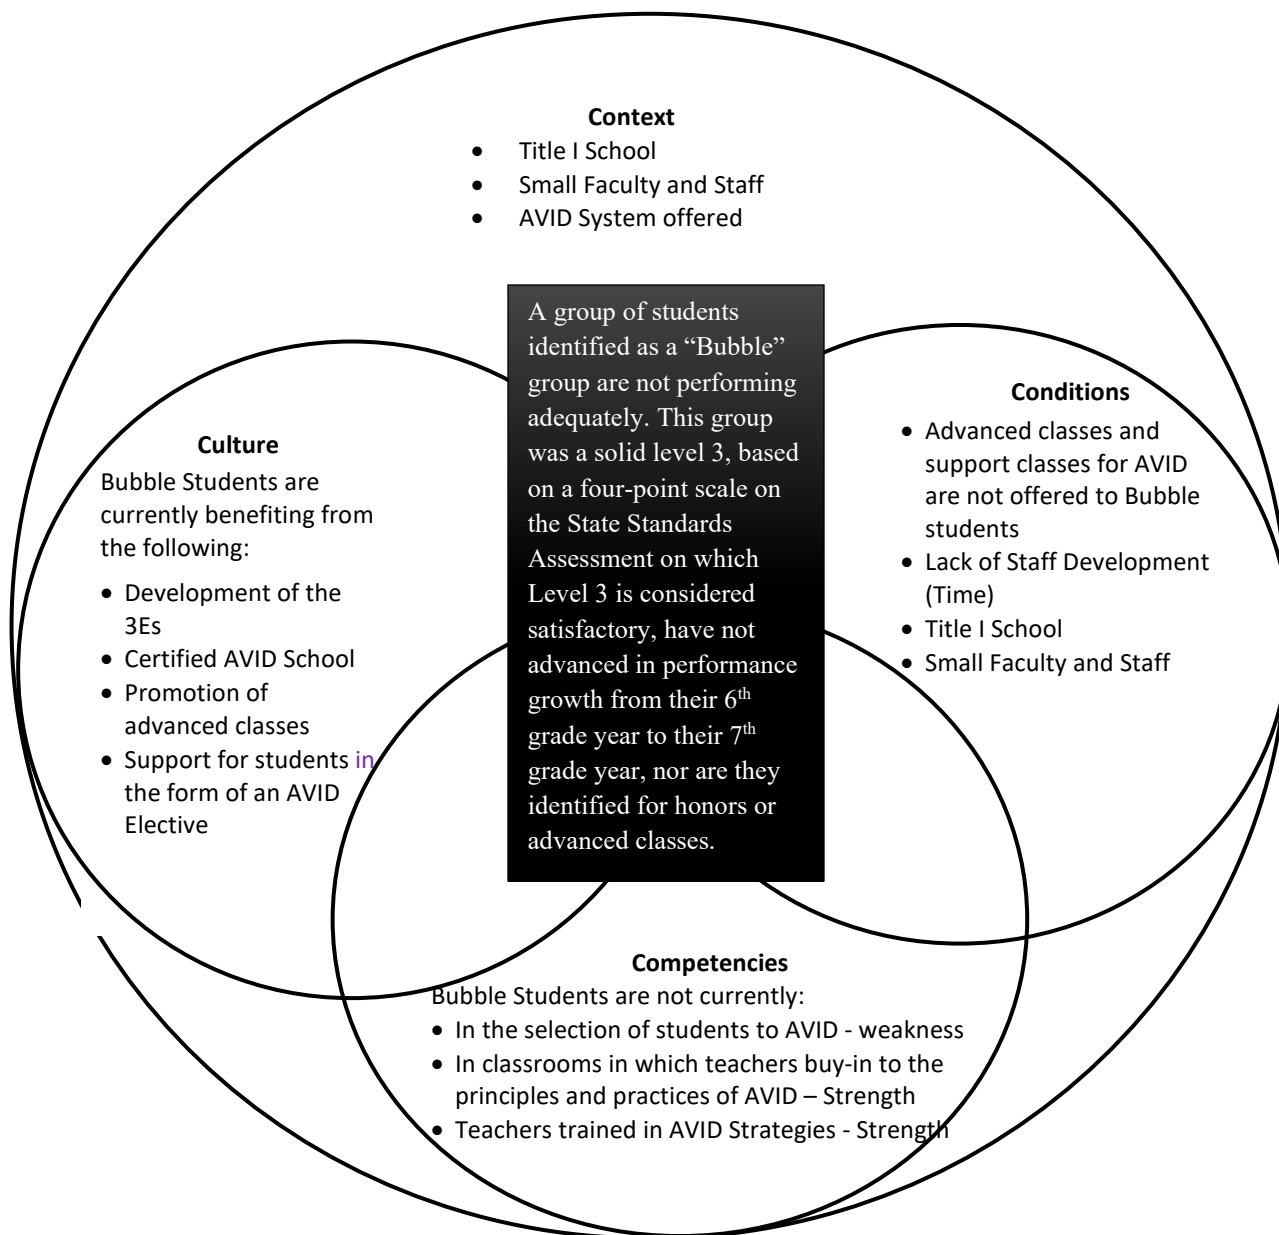 Context
• Title I School
• Small Faculty and Staff
• AVID System offered
A group of students
identified as a “Bubble”
group are not performing
adequately. This group
was a solid level 3, based
on a four-point scale on
the State Standards
Assessment on which
Level 3 is considered
satisfactory, have not
advanced in performance
growth from their 6th
grade year to their 7th
grade year, nor are they
identified for honors or
advanced classes.
Culture
Bubble Students are
currently benefiting from
the following:
• Development of the
3Es
• Certified AVID School
• Promotion of
advanced classes
• Support for students in
the form of an AVID
Elective
Conditions
• Advanced classes and
support classes for AVID
are not offered to Bubble
students
• Lack of Staff Development
(Time)
• Title I School
• Small Faculty and Staff
Competencies
Bubble Students are not currently:
• In the selection of students to AVID - weakness
• In classrooms in which teachers buy-in to the
principles and practices of AVID – Strength
• Teachers trained in AVID Strategies - Strength